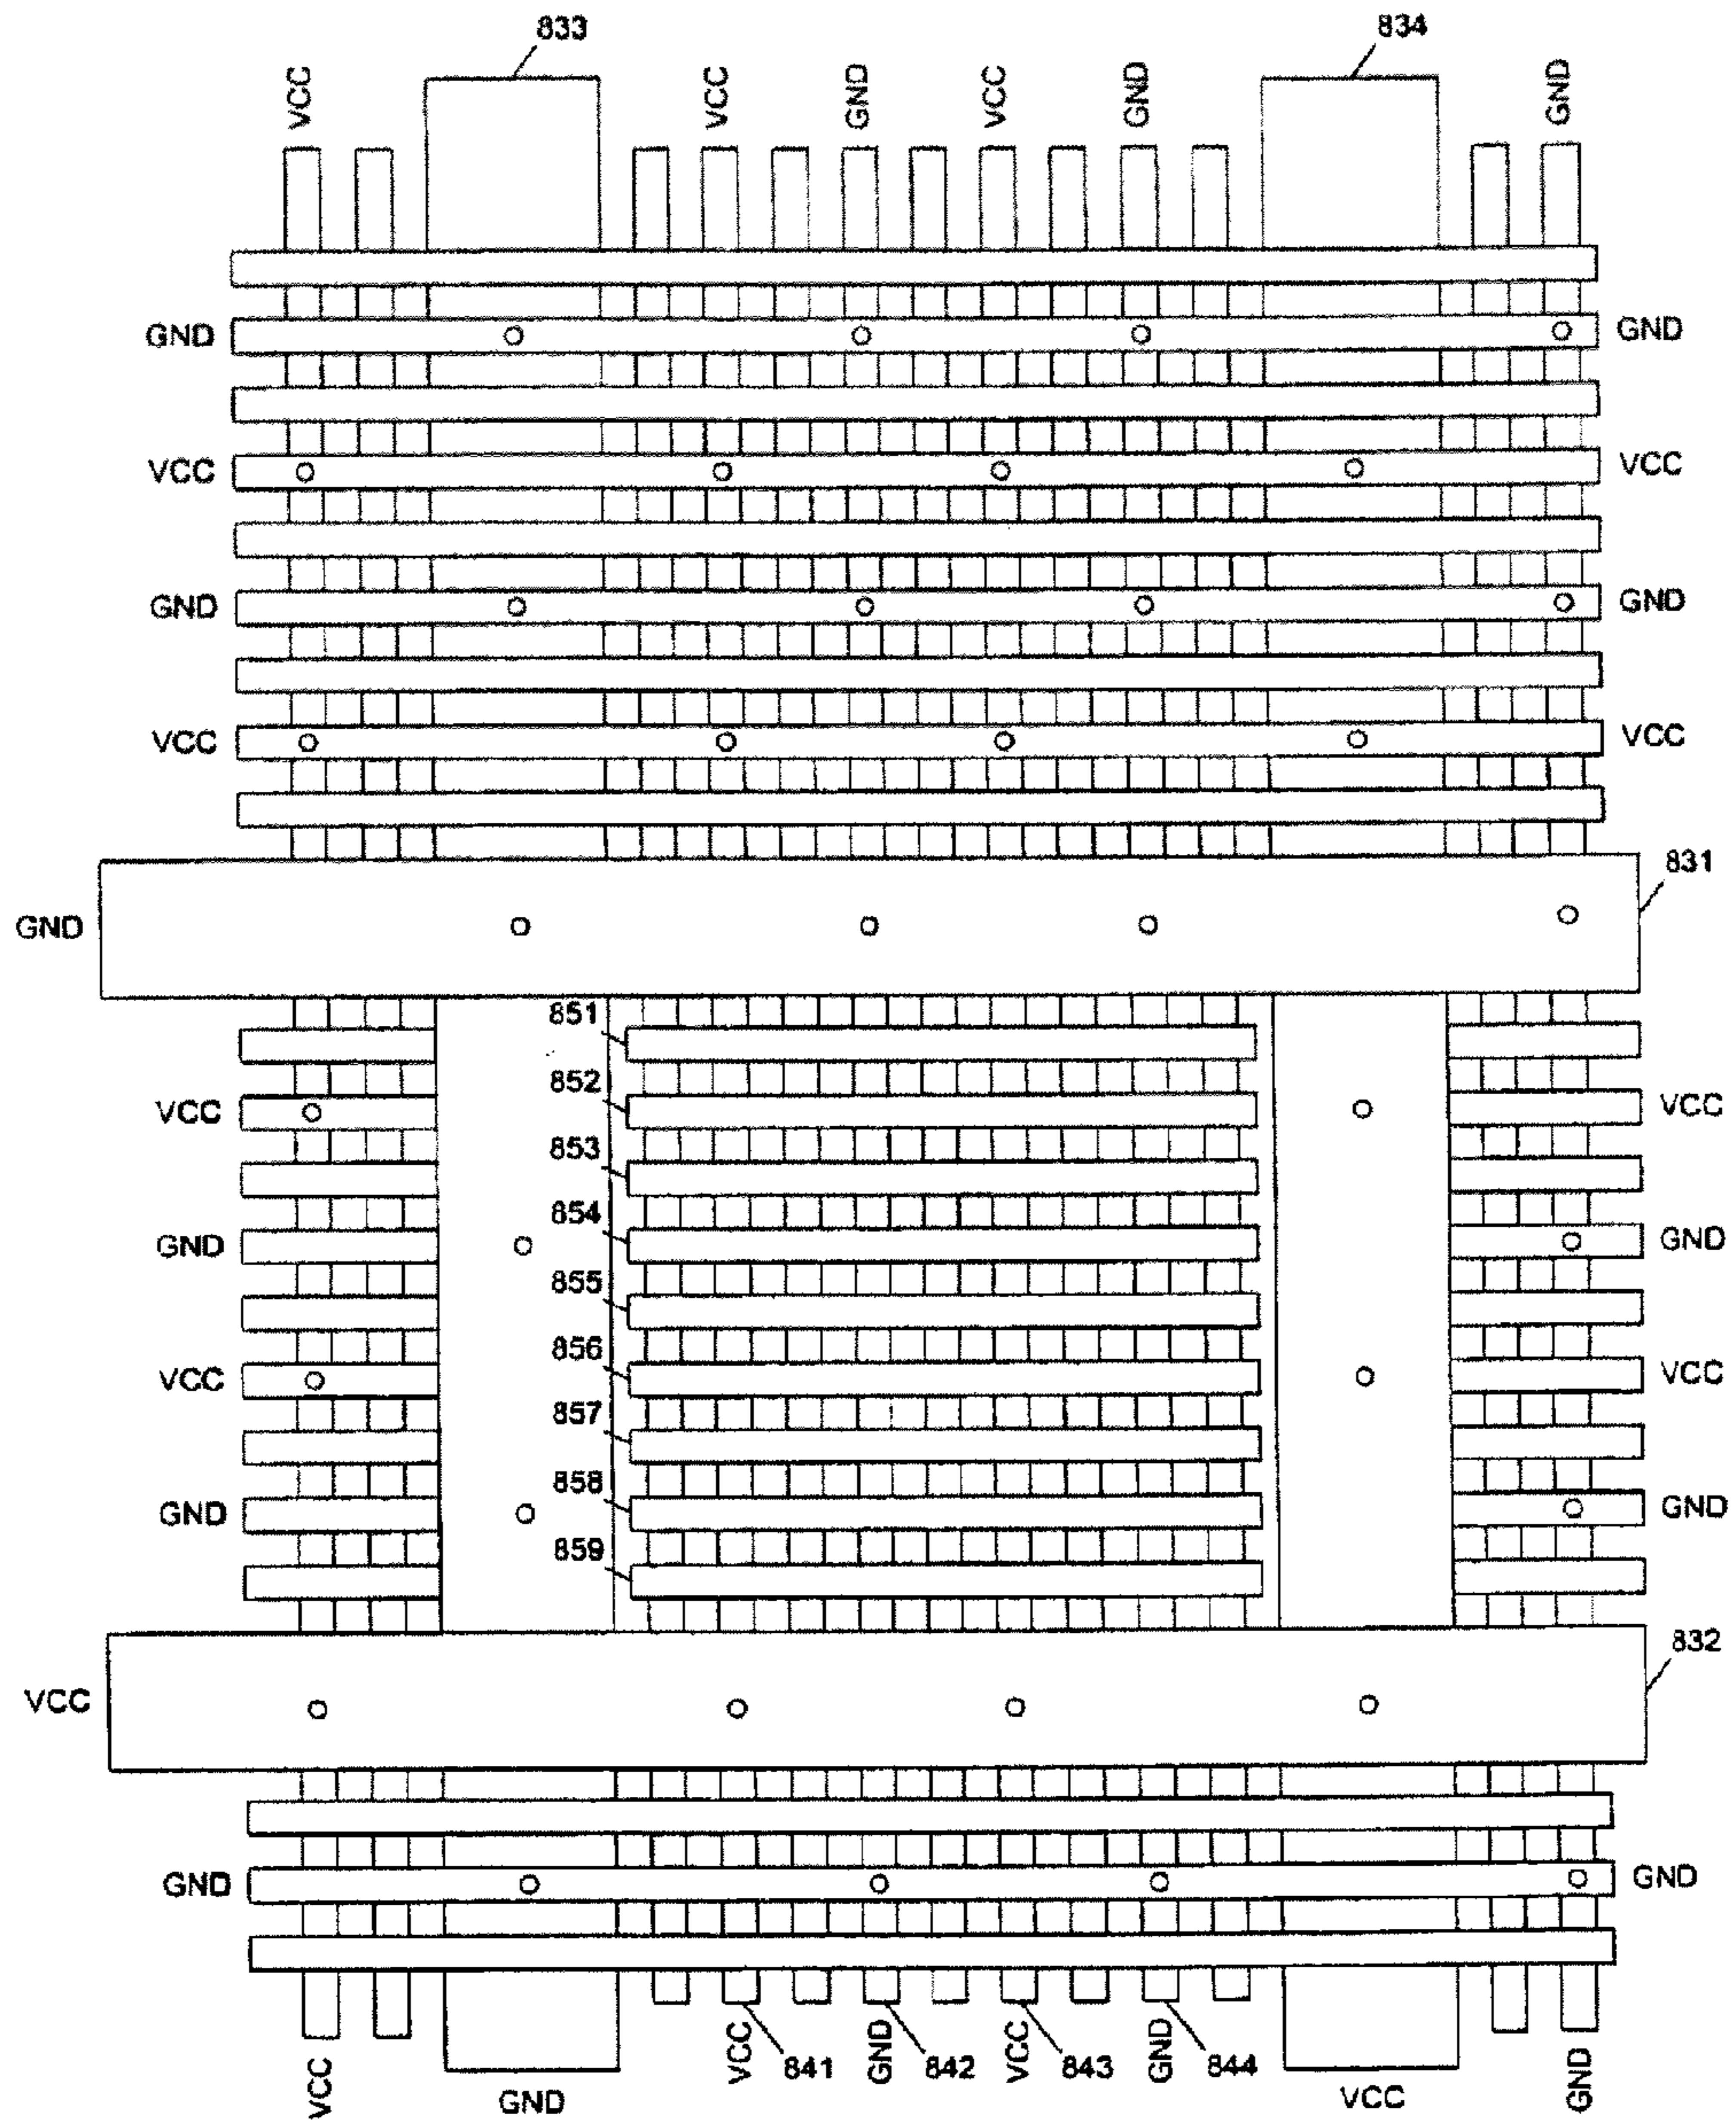 833
834
VCC
VCC
GND
VCC
GND
GND
GND
GND
VCC
VCC
GND
GND
VCC
VCC
831
GND
851
852
VCC
VCC
853
854
GND
GND
855
856
VCC
VCC
857
858
GND
GND
859
832
VCC
GND
GND
VCC
841
GND
842
VCC
843
GND
844
VCC
GND
VCC
GND